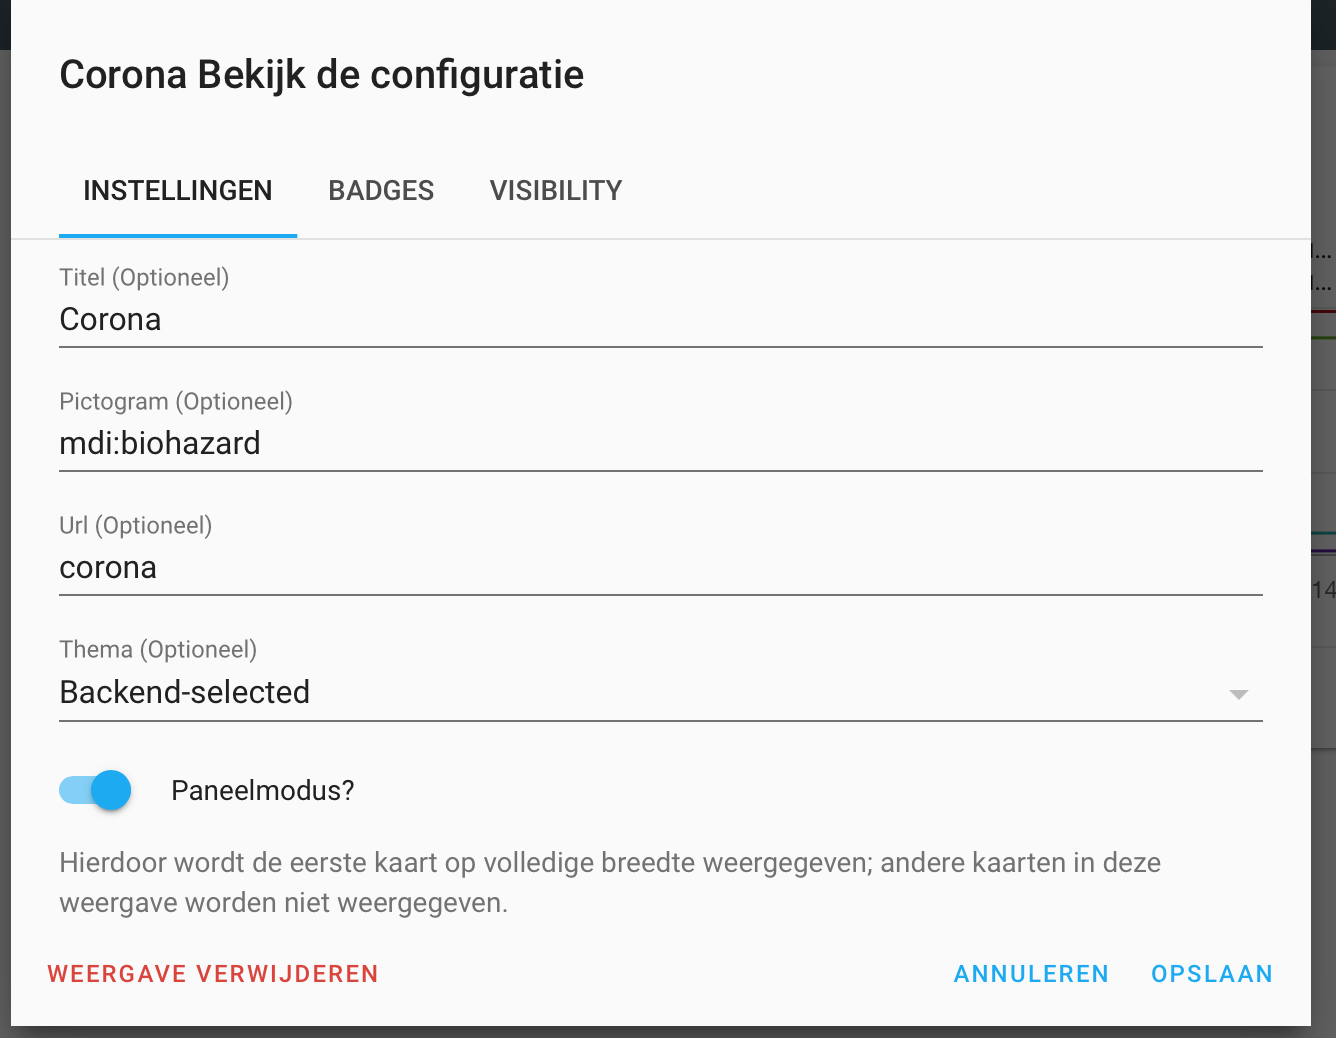 Corona Bekijk de configuratie
INSTELLINGEN BADGES VISIBILITY
Titel (Optioneel)
Corona
Pictogram (Optioneel)
mdi:biohazard
Url (Optioneel)
corona
Thema (Optioneel)
Backend-selected
14
Paneelmodus?
Hierdoor wordt de eerste kaart op volledige breedte weergegeven; andere kaarten in deze
weergave worden niet weergegeven.
WEERGAVE VERWIJDEREN ANNULEREN OPSLAAN